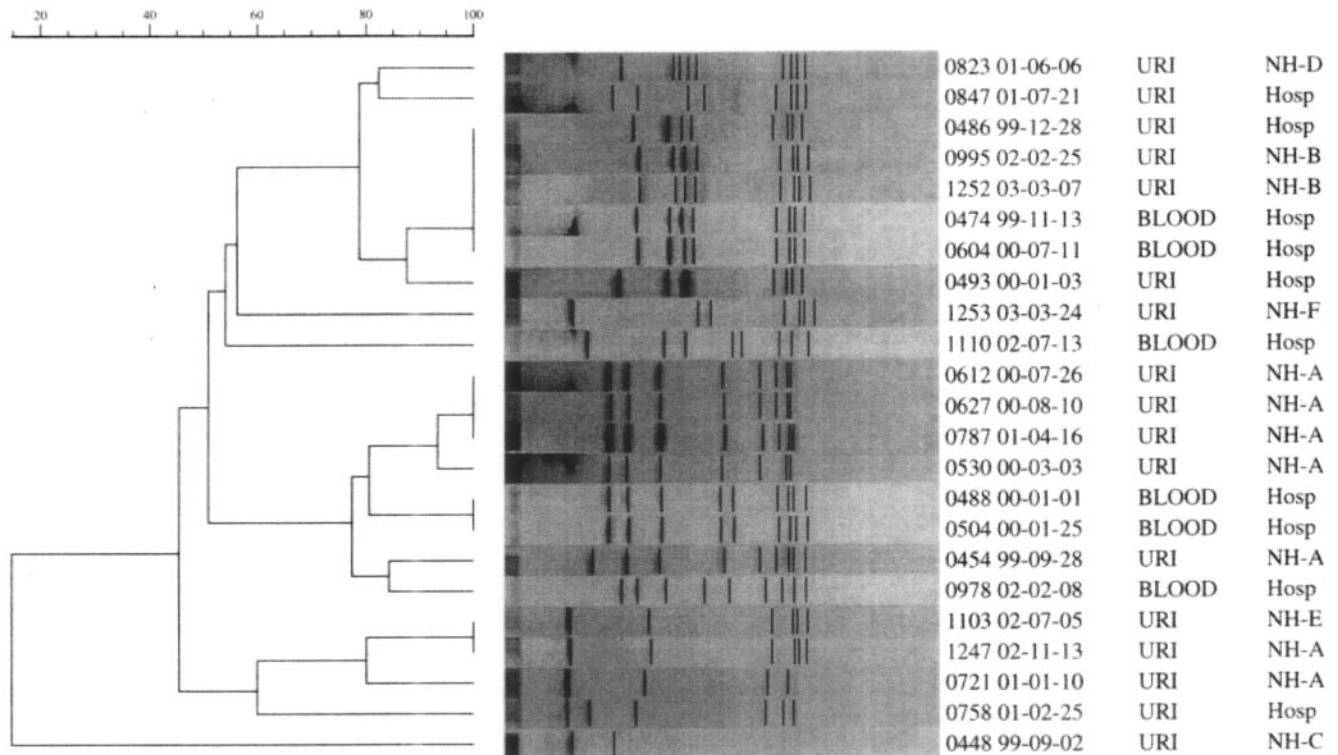 20 40 60 80 100
0823 01-06-06 URI NH-D
0847 01-07-21 URI Hosp
0486 99-12-28 URI Hosp
0995 02-02-25 URI NH-B
1252 03-03-07 URI NH-B
0474 99-11-13 BLOOD Hosp
0604 00-07-11 BLOOD Hosp
0493 00-01-03 URI Hosp
1253 03-03-24 URI NH-F
1110 02-07-13 BLOOD Hosp
0612 00-07-26 URI NH-A
0627 00-08-10 URI NH-A
0787 01-04-16 URI NH-A
0530 00-03-03 URI NH-A
0488 00-01-01 BLOOD Hosp
0504 00-01-25 BLOOD Hosp
0454 99-09-28 URI NH-A
0978 02-02-08 BLOOD Hosp
1103 02-07-05 URI NH-E
1247 02-11-13 URI NH-A
0721 01-01-10 URI NH-A
0758 01-02-25 URI Hosp
0448 99-09-02 URI NH-C